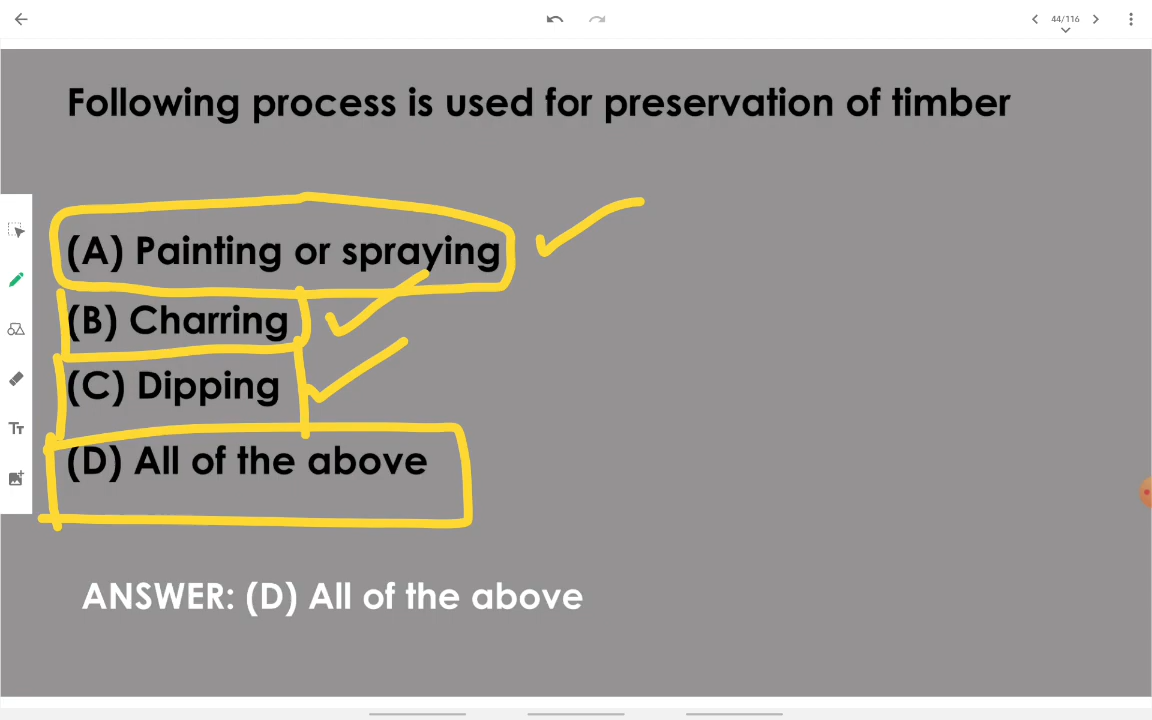 44/116
Following process is used for preservation of timber
(A) Painting or spraying
(B) Charring
(C) Dipping
(D) All of the above
ANSWER: (D) All of the above
Tт